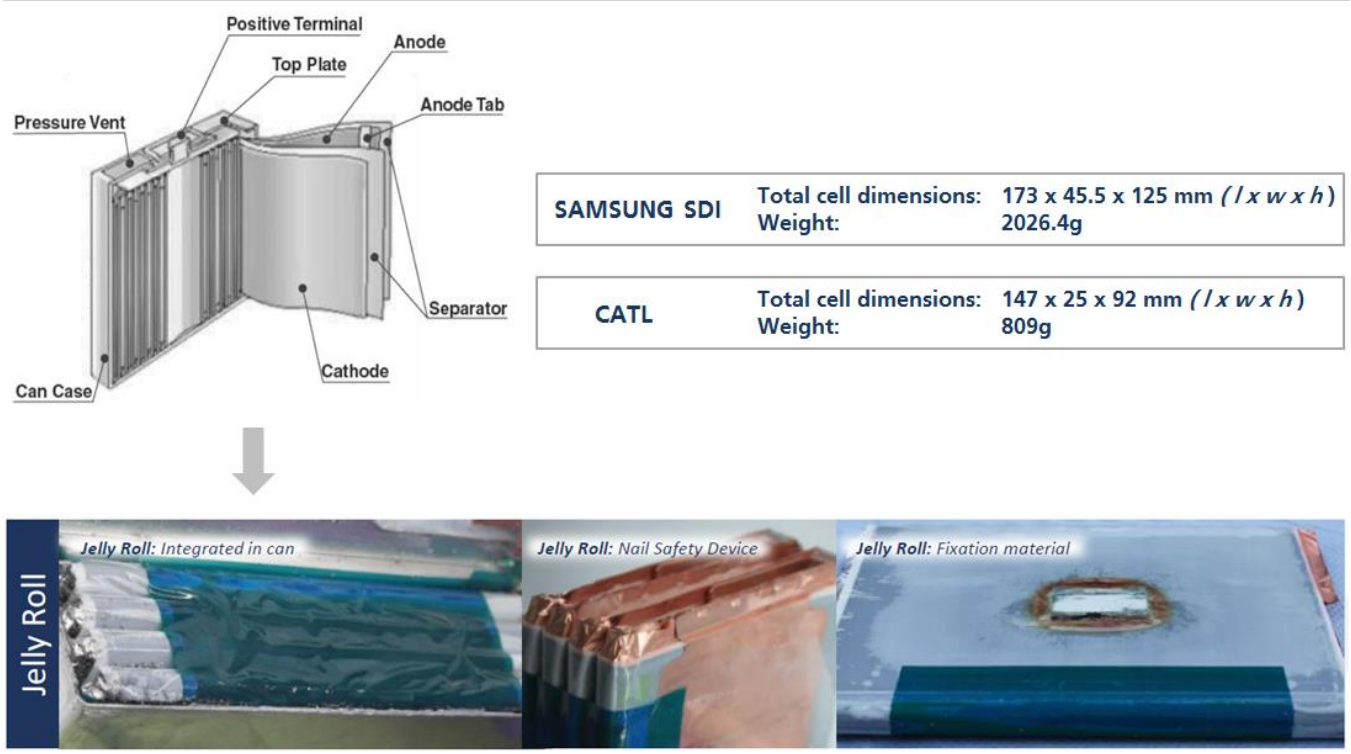 Positive Terminal
Anode
Top Plate
Anode Tab
Pressure Vent
Separator
Cathode
Can Case
SAMSUNG SDI
Total cell dimensions: 173 x 45.5 x 125 mm (l x w x h)
Weight: 2026.4g
CATL
Total cell dimensions: 147 x 25 x 92 mm (l x w x h)
Weight: 809g
Jelly Roll
Jelly Roll: Integrated in can
Jelly Roll: Nail Safety Device
Jelly Roll: Fixation material